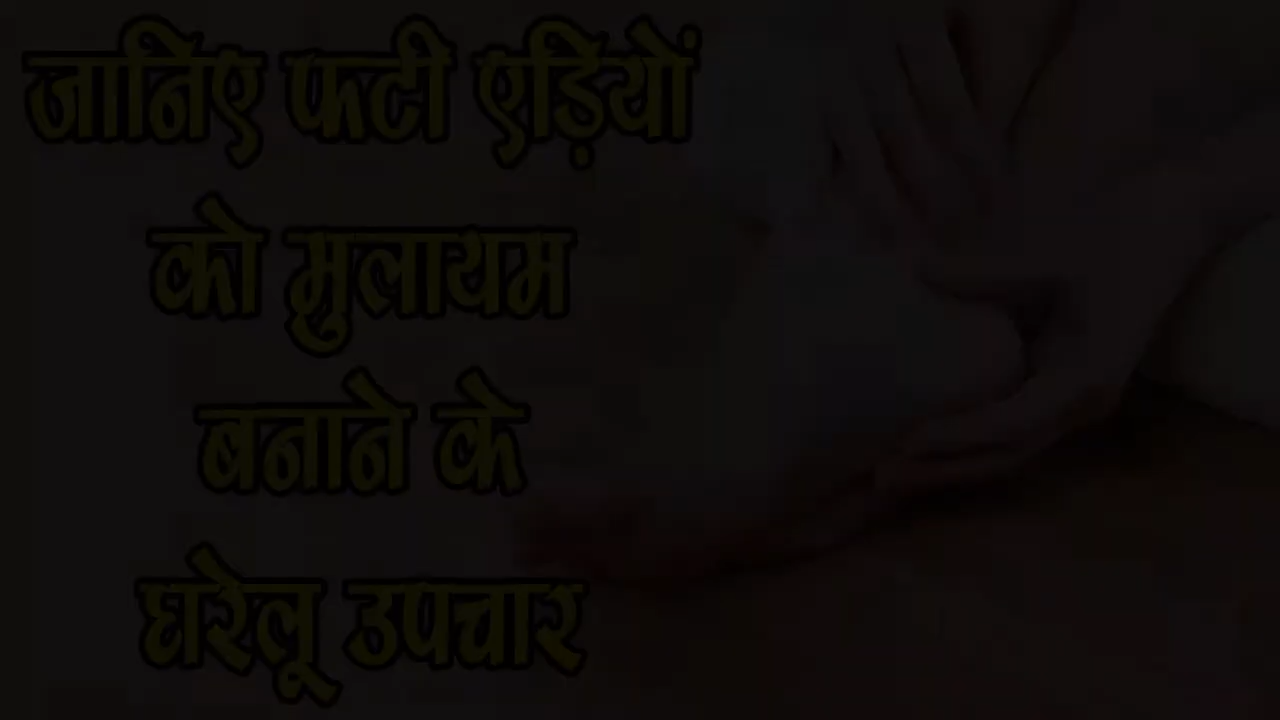 जानिए फटी एड़ियों
को मुलायम
बनाने के
घरेलू उपचार